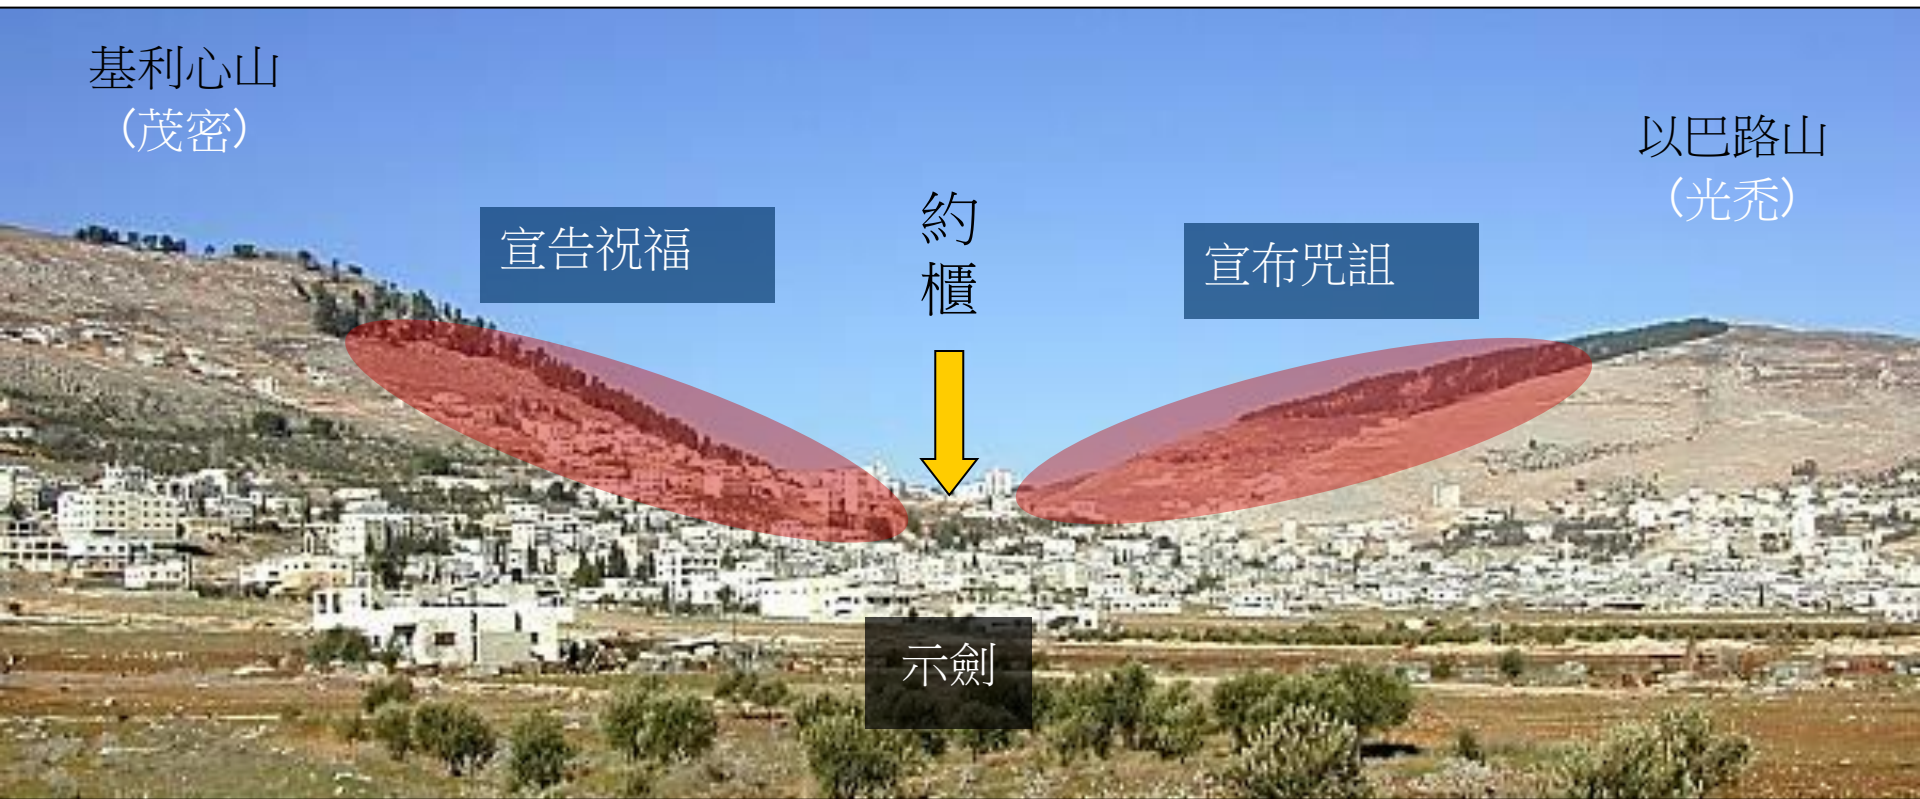 基利心山
(茂密)
以巴路山
(光禿)
宣告祝福
約櫃
宣布咒詛
示劍